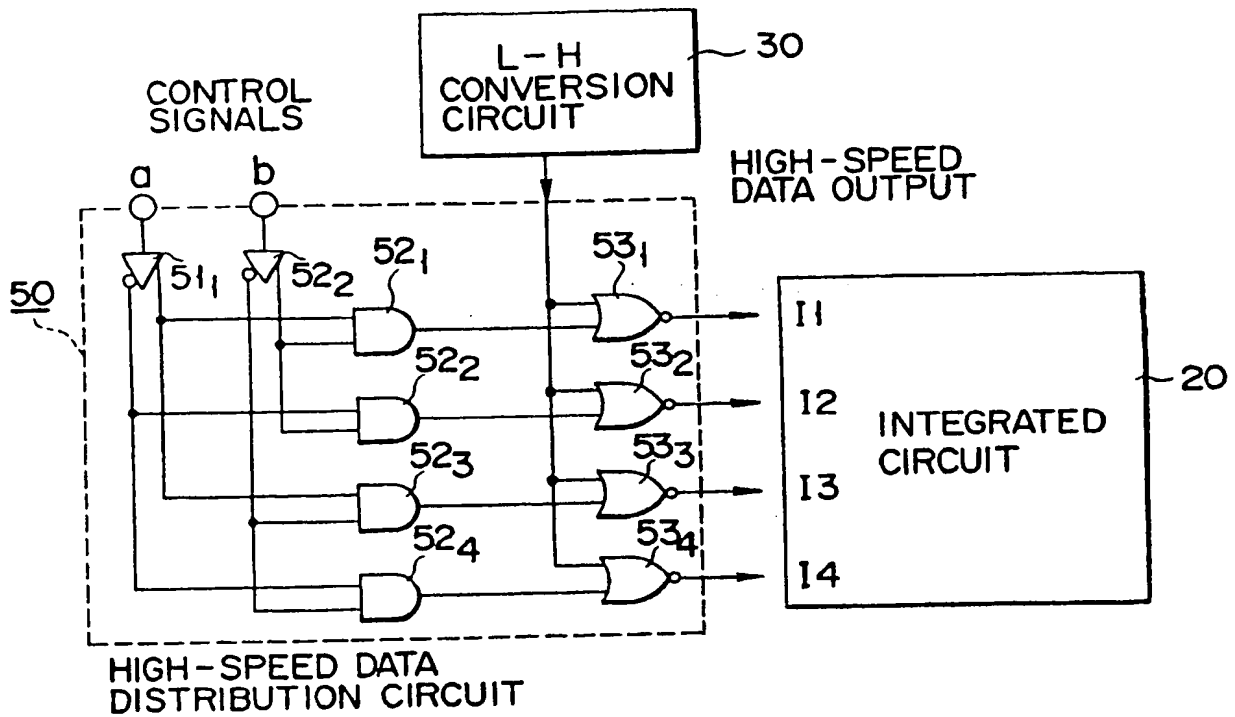 L-H
CONVERSION
CIRCUIT
30
CONTROL
SIGNALS
HIGH-SPEED
DATA OUTPUT
a
b
51₁
52₂
52₁
53₁
50
I1
52₂
53₂
I2
20
INTEGRATED
CIRCUIT
52₃
53₃
I3
52₄
53₄
I4
HIGH-SPEED DATA
DISTRIBUTION CIRCUIT